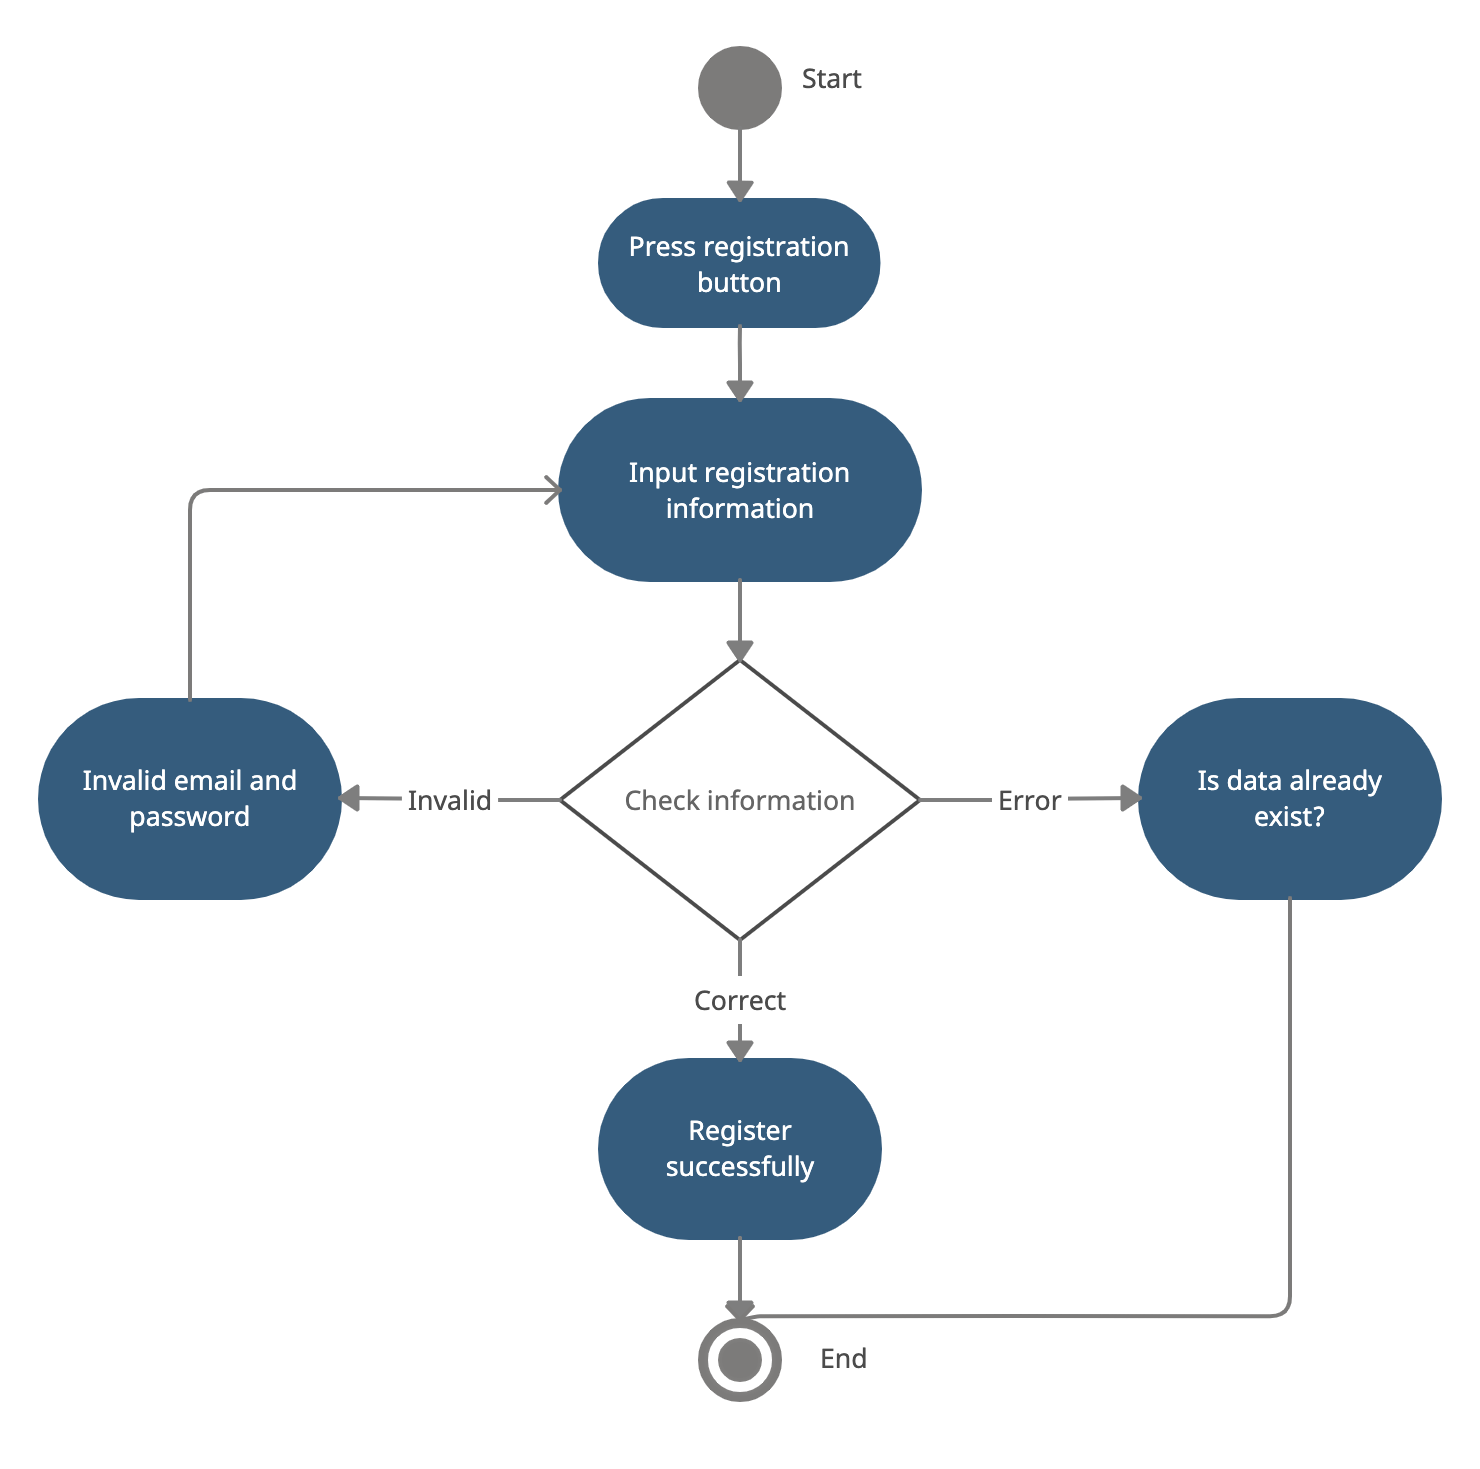 Start
Press registration
button
Input registration
information
Invalid email and
password
Invalid
Check information
Error
Is data already
exist?
Correct
Register
successfully
End